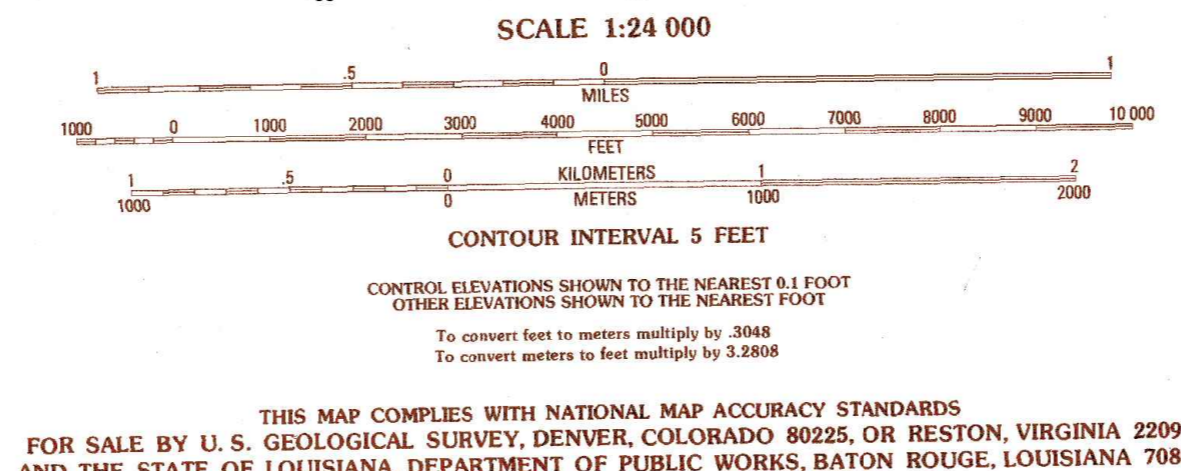 SCALE 1:24 000
1 .5 0 1
MILES
1000 0 1000 2000 3000 4000 5000 6000 7000 8000 9000 10 000
FEET
1 .5 0 KILOMETERS 1 2
1000 0 METERS 1000 2000
CONTOUR INTERVAL 5 FEET
CONTROL ELEVATIONS SHOWN TO THE NEAREST 0.1 FOOT
OTHER ELEVATIONS SHOWN TO THE NEAREST FOOT
To convert feet to meters multiply by .3048
To convert meters to feet multiply by 3.2808
THIS MAP COMPLIES WITH NATIONAL MAP ACCURACY STANDARDS
FOR SALE BY U. S. GEOLOGICAL SURVEY, DENVER, COLORADO 80225, OR RESTON, VIRGINIA 2209
AND THE STATE OF LOUISIANA, DEPARTMENT OF PUBLIC WORKS, BATON ROUGE, LOUISIANA 708